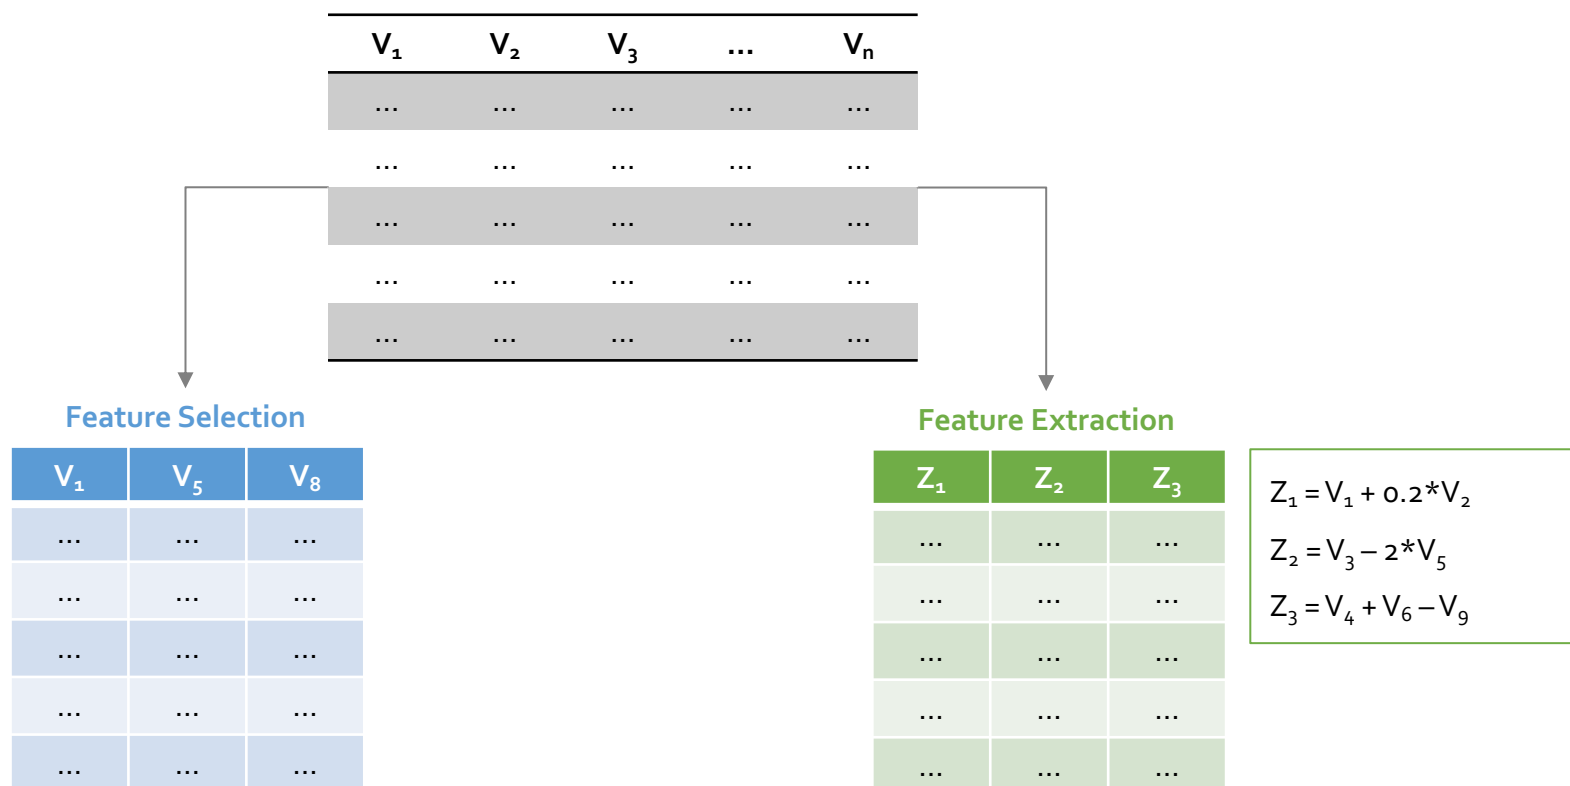 V₁ V₂ V₃ ... Vₙ
... ... ... ... ...
... ... ... ... ...
... ... ... ... ...
... ... ... ... ...
... ... ... ... ...
Feature Selection
V₁ V₅ V₈
... ... ...
... ... ...
... ... ...
... ... ...
... ... ...
Feature Extraction
Z₁ Z₂ Z₃
... ... ...
... ... ...
... ... ...
... ... ...
... ... ...
Z₁ = V₁ + 0.2*V₂
Z₂ = V₃ – 2*V₅
Z₃ = V₄ + V₆ – V₉